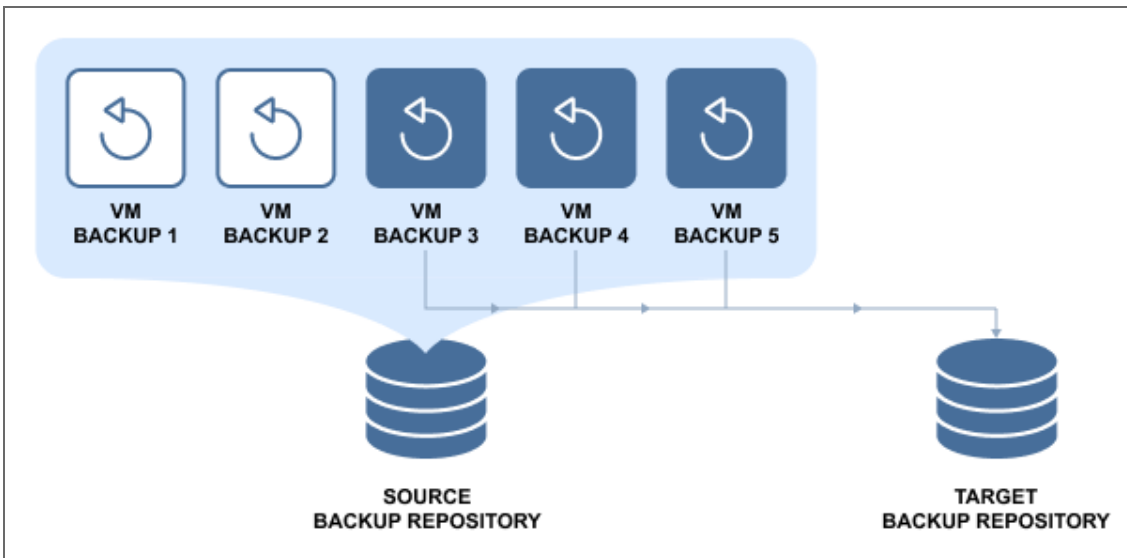 VM
BACKUP 1
VM
BACKUP 2
VM
BACKUP 3
VM
BACKUP 4
VM
BACKUP 5
SOURCE
BACKUP REPOSITORY
TARGET
BACKUP REPOSITORY